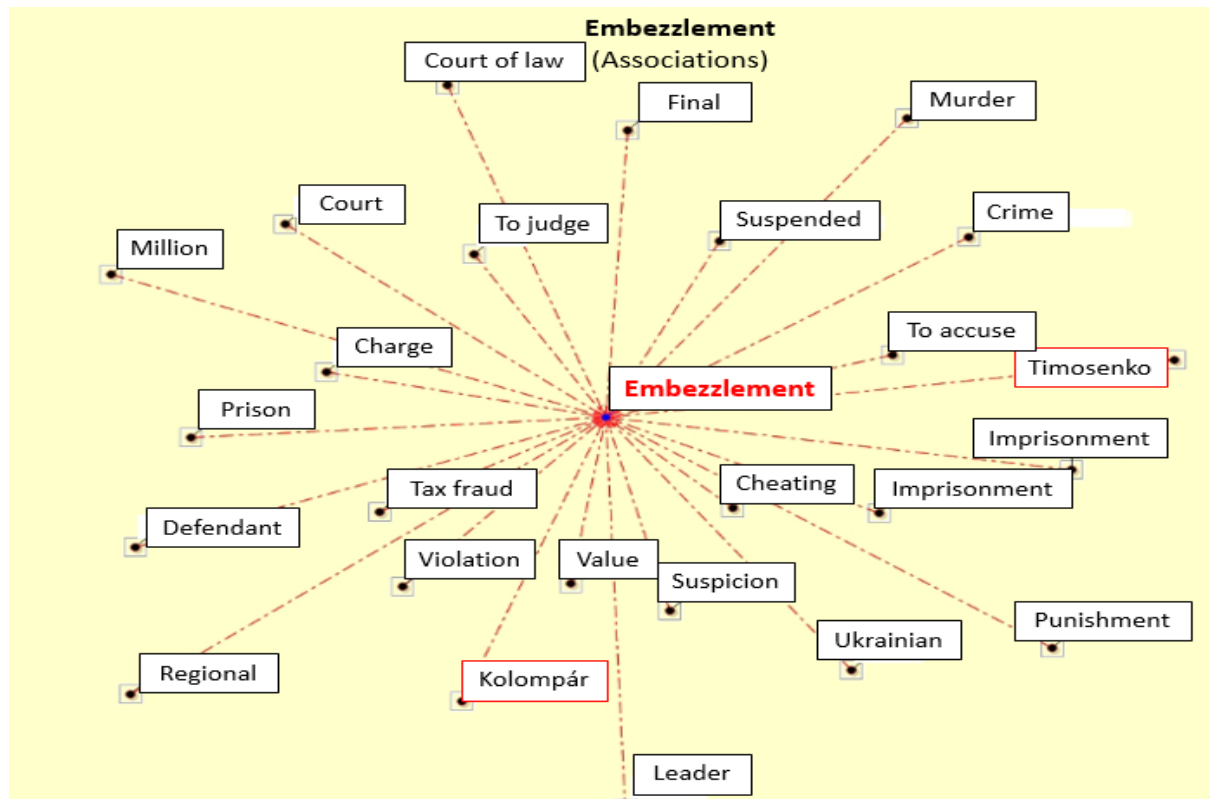 Embezzlement
(Associations)
Court of law
Final
Murder
Court
To judge
Suspended
Crime
Million
Charge
To accuse
Timosenko
Embezzlement
Prison
Imprisonment
Tax fraud
Cheating
Imprisonment
Defendant
Violation
Value
Suspicion
Punishment
Ukrainian
Regional
Kolompár
Leader